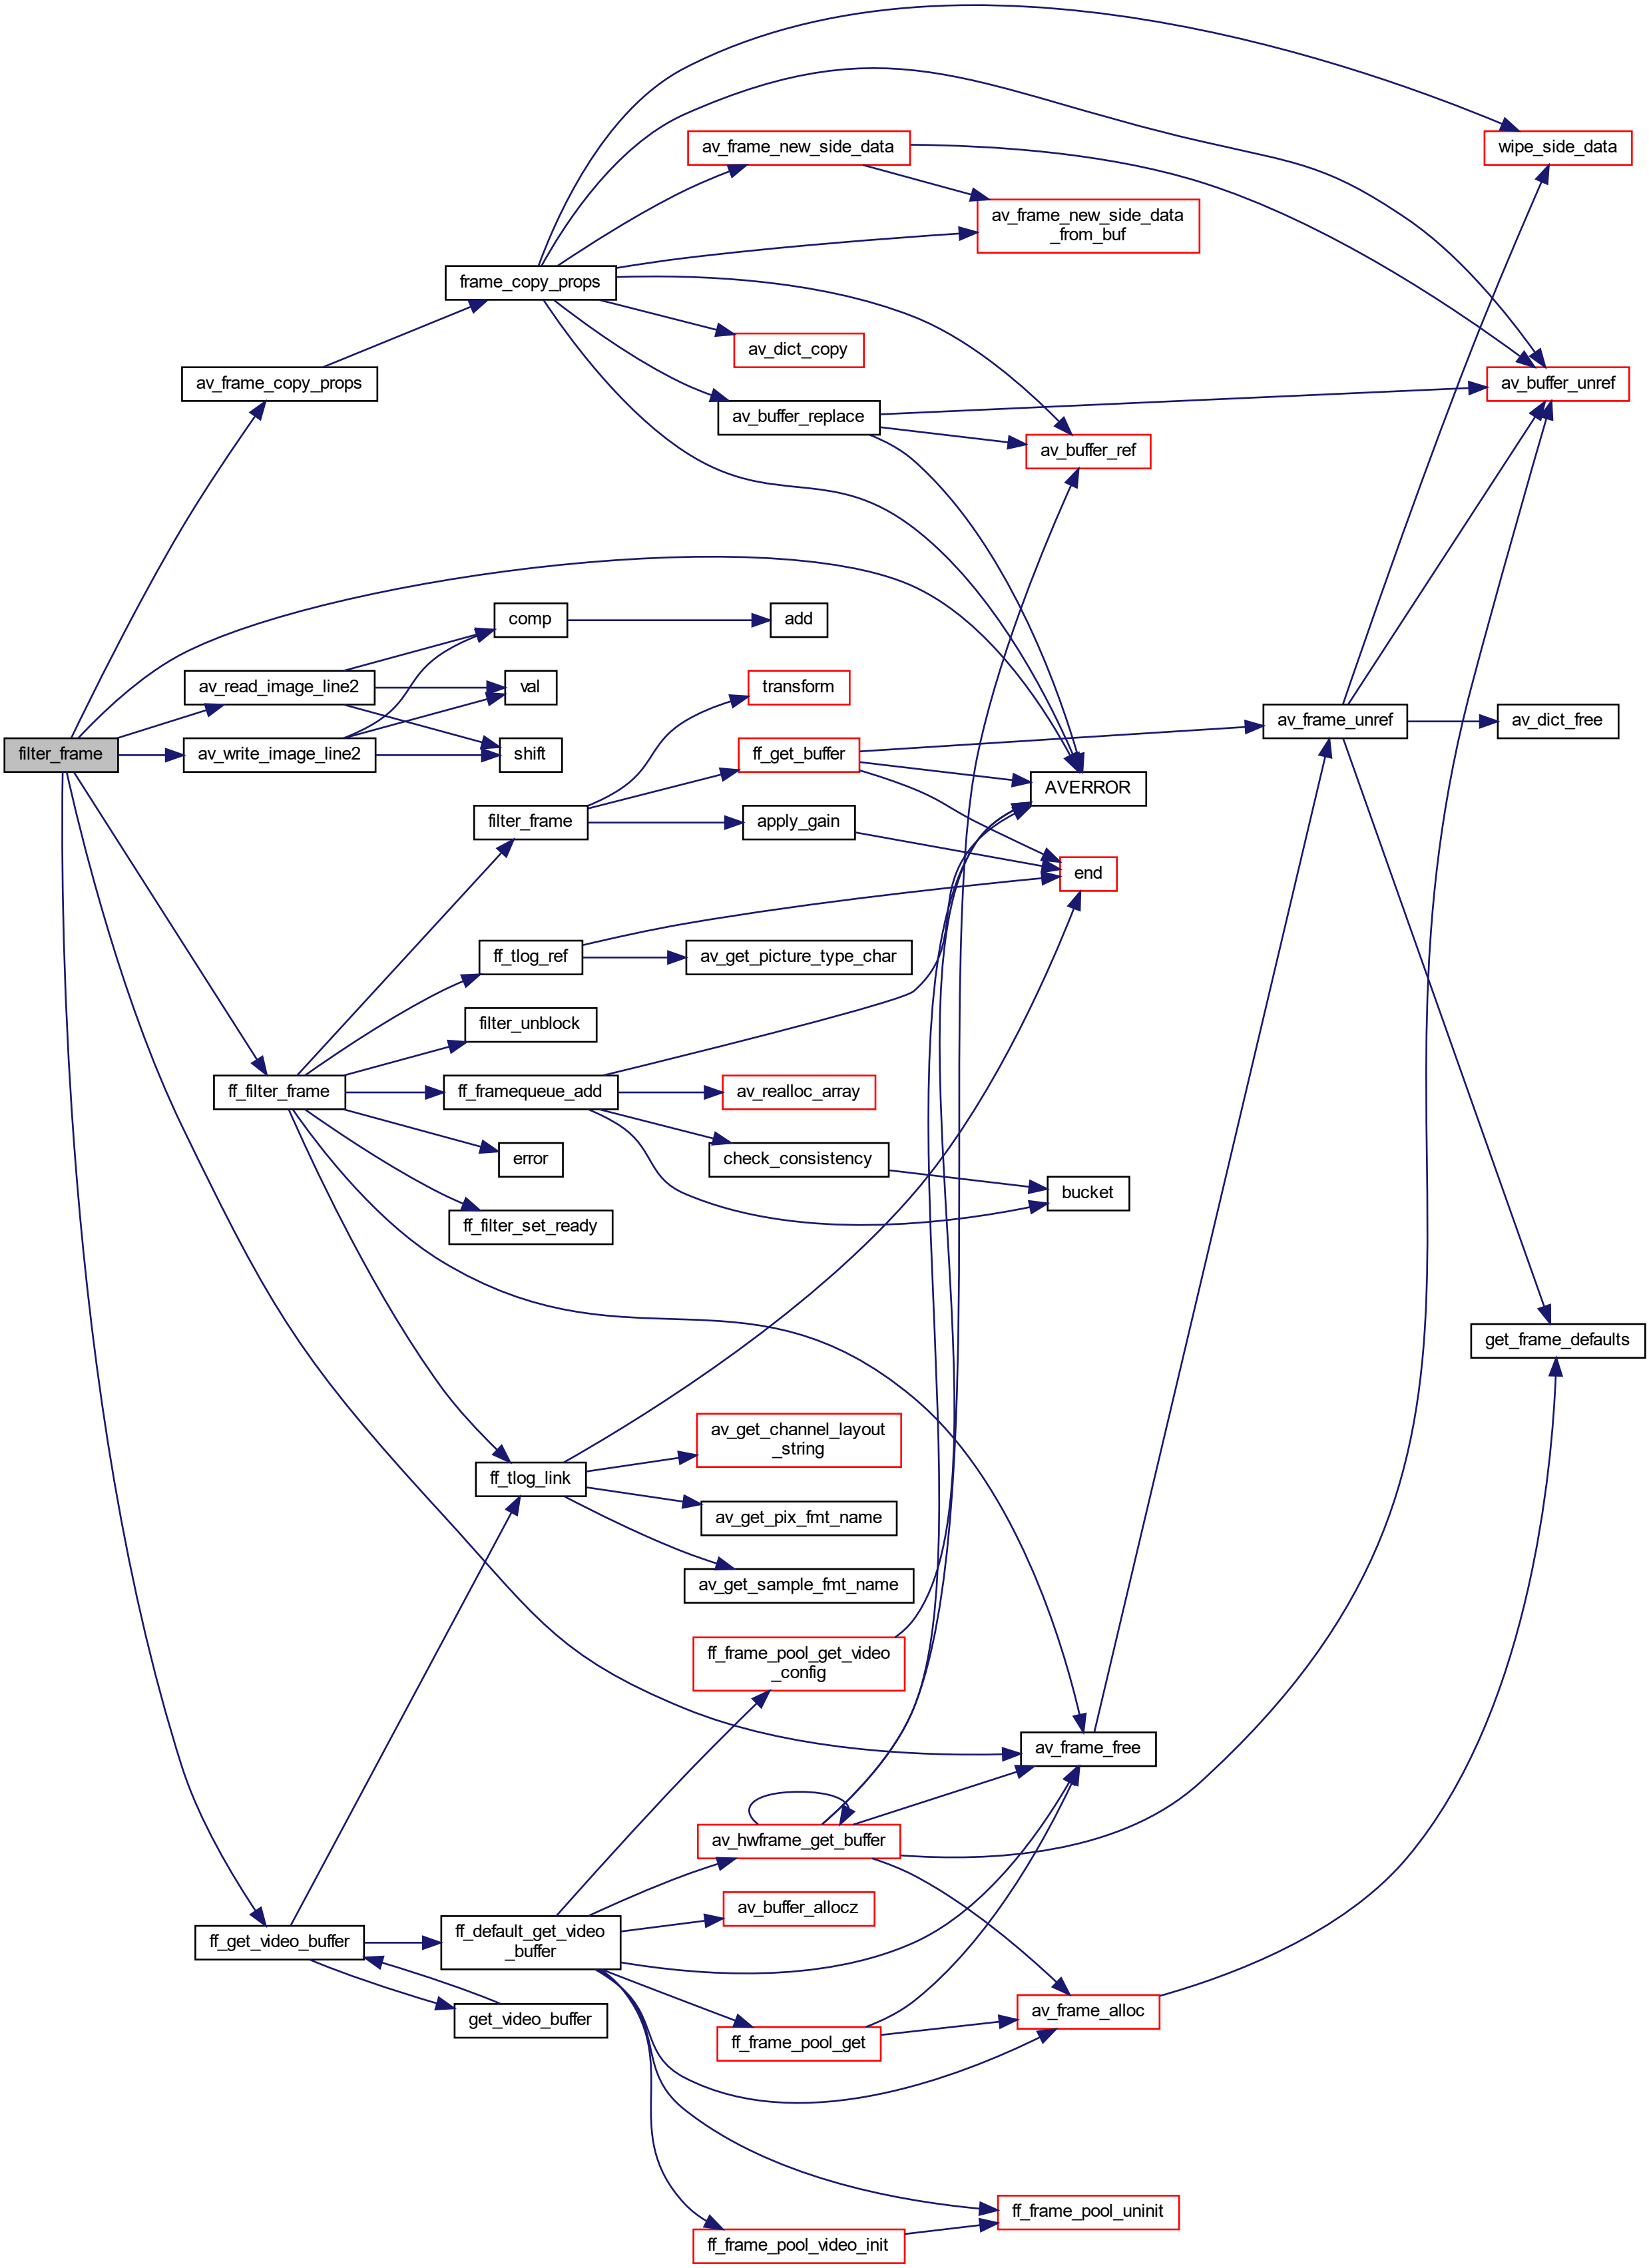 wipe_side_data
av_frame_new_side_data
av_frame_new_side_data
_from_buf
frame_copy_props
av_dict_copy
av_frame_copy_props
av_buffer_unref
av_buffer_replace
av_buffer_ref
comp
add
av_read_image_line2
val
transform
av_frame_unref
av_dict_free
filter_frame
av_write_image_line2
shift
ff_get_buffer
AVERROR
filter_frame
apply_gain
end
ff_tlog_ref
av_get_picture_type_char
filter_unblock
ff_filter_frame
ff_framequeue_add
av_realloc_array
error
check_consistency
bucket
ff_filter_set_ready
get_frame_defaults
av_get_channel_layout
_string
ff_tlog_link
av_get_pix_fmt_name
av_get_sample_fmt_name
ff_frame_pool_get_video
_config
av_frame_free
av_hwframe_get_buffer
av_buffer_allocz
ff_get_video_buffer
ff_default_get_video
_buffer
av_frame_alloc
get_video_buffer
ff_frame_pool_get
ff_frame_pool_uninit
ff_frame_pool_video_init